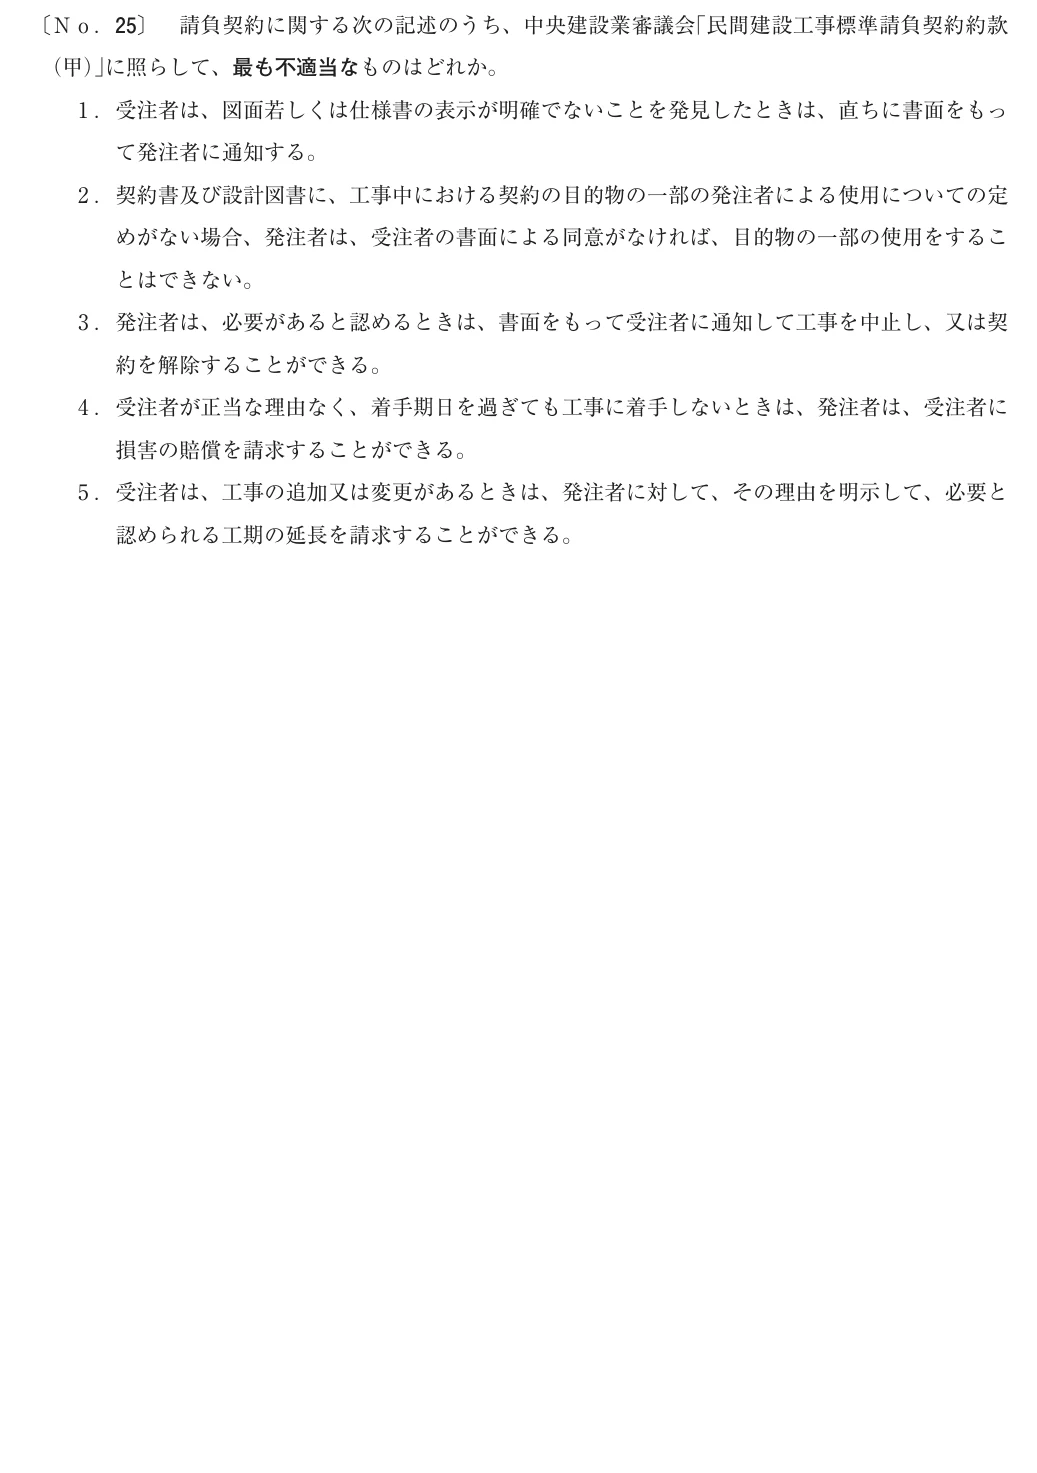 〔Ｎｏ．25〕　請負契約に関する次の記述のうち、中央建設業審議会「民間建設工事標準請負契約約款
（甲）」に照らして、最も不適当なものはどれか。
１．受注者は、図面若しくは仕様書の表示が明確でないことを発見したときは、直ちに書面をもっ
て発注者に通知する。
２．契約書及び設計図書に、工事中における契約の目的物の一部の発注者による使用についての定
めがない場合、発注者は、受注者の書面による同意がなければ、目的物の一部の使用をするこ
とはできない。
３．発注者は、必要があると認めるときは、書面をもって受注者に通知して工事を中止し、又は契
約を解除することができる。
４．受注者が正当な理由なく、着手期日を過ぎても工事に着手しないときは、発注者は、受注者に
損害の賠償を請求することができる。
５．受注者は、工事の追加又は変更があるときは、発注者に対して、その理由を明示して、必要と
認められる工期の延長を請求することができる。